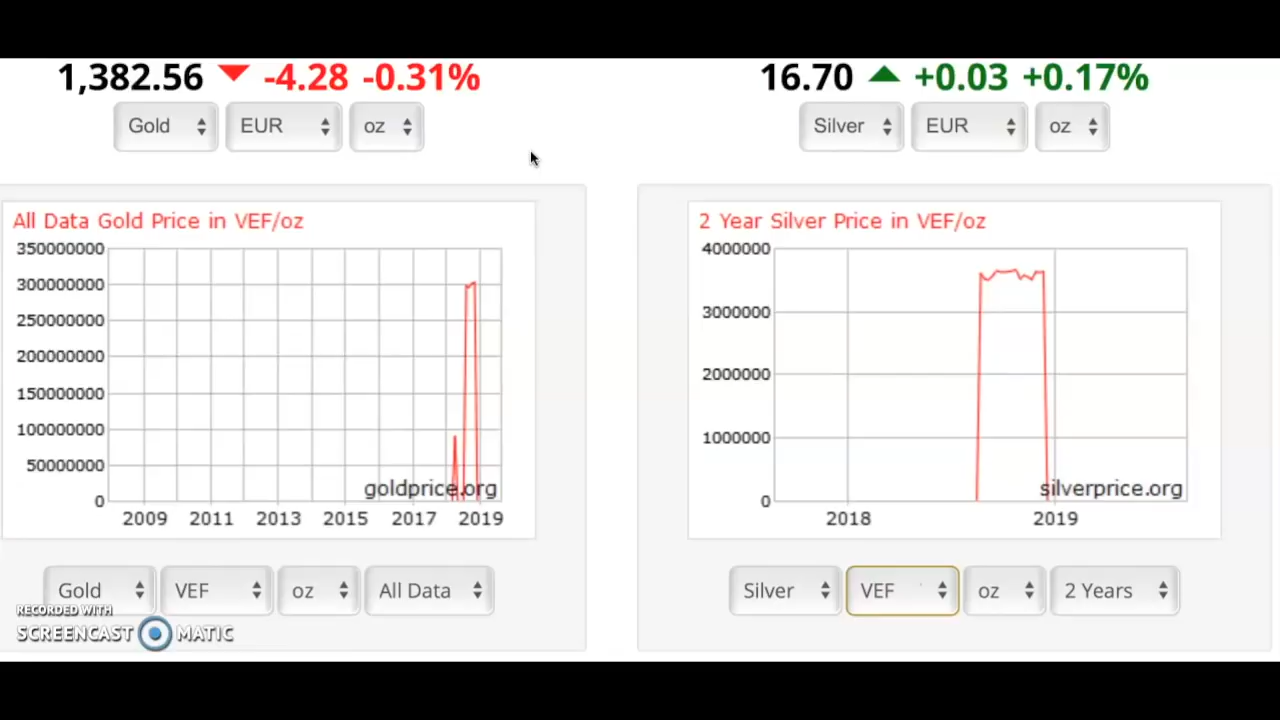 1,382.56 -4.28 -0.31%
Gold EUR oz
All Data Gold Price in VEF/oz
350000000
300000000
250000000
200000000
150000000
100000000
50000000
0
goldprice.org
2009 2011 2013 2015 2017 2019
Gold VEF oz All Data
RECORDED WITH
SCREENCAST MATIC
16.70 +0.03 +0.17%
Silver EUR oz
2 Year Silver Price in VEF/oz
4000000
3000000
2000000
1000000
0
silverprice.org
2018 2019
Silver VEF oz 2 Years